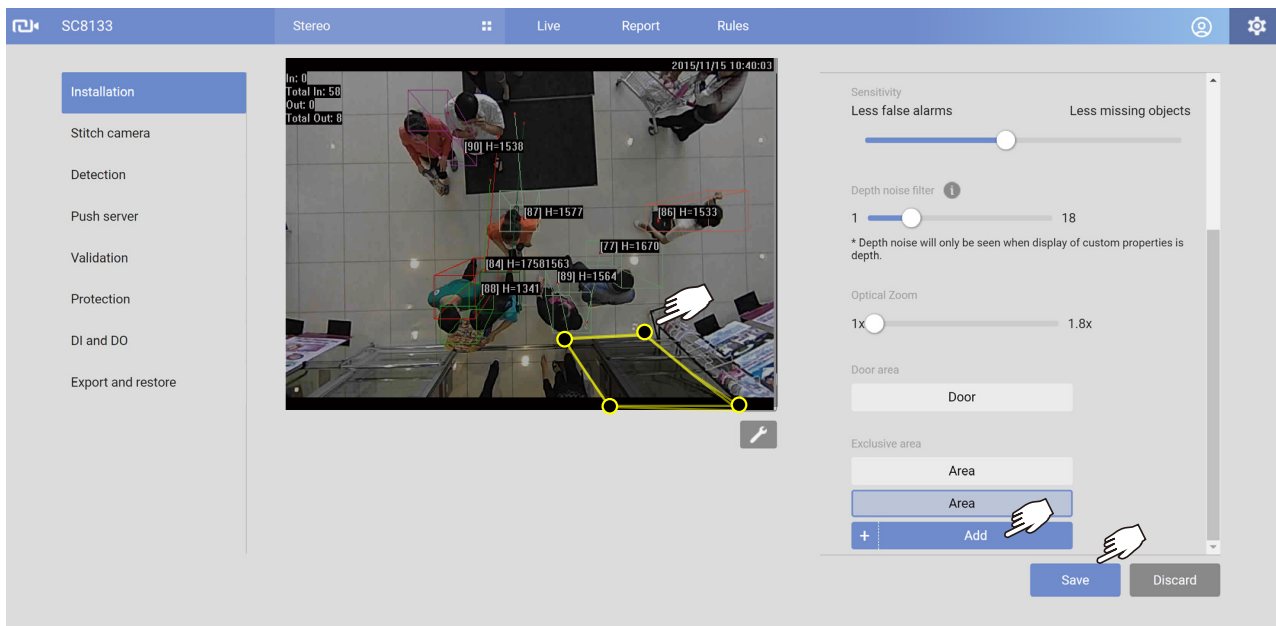 SC8133
Stereo
Live
Report
Rules
Installation
Stitch camera
Detection
Push server
Validation
Protection
DI and DO
Export and restore
2015/11/15 10:40:03
In: 0
Total In: 58
Out: 0
Total Out: 8
[90] H=1538
[87] H=1577
[86] H=1533
[77] H=1670
[84] H=17581563
[89] H=1564
[88] H=1341
Sensitivity
Less false alarms Less missing objects
Depth noise filter i
1 18
* Depth noise will only be seen when display of custom properties is
depth.
Optical Zoom
1x 1.8x
Door area
Door
Exclusive area
Area
Area
+ Add
Save Discard